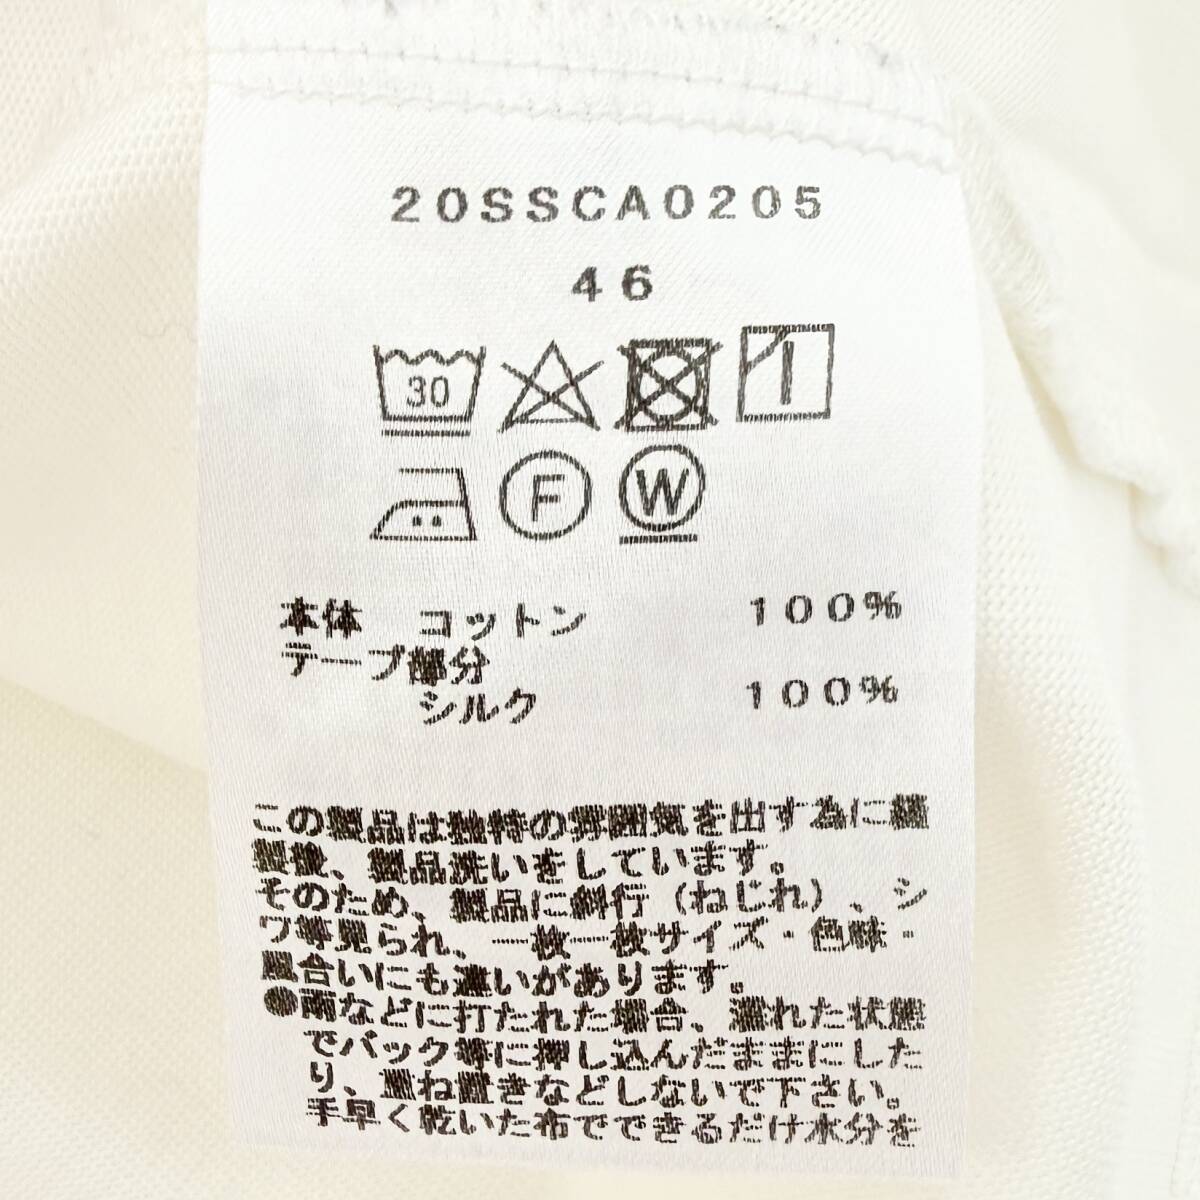 20SSCA0205
46
30
F W
本体 コットン 100%
テープ部分
シルク 100%
この製品は独特の雰囲気を出す為に縫
製後、製品洗いをしています。
そのため、製品に斜行（ねじれ）、シ
ワ等見られ、一枚一枚サイズ・色味・
風合いにも違いがあります。
●雨などに打たれた場合、濡れた状態
でバック等に押し込んだままにした
り、重ね置きなどしないで下さい。
手早く乾いた布でできるだけ水分を